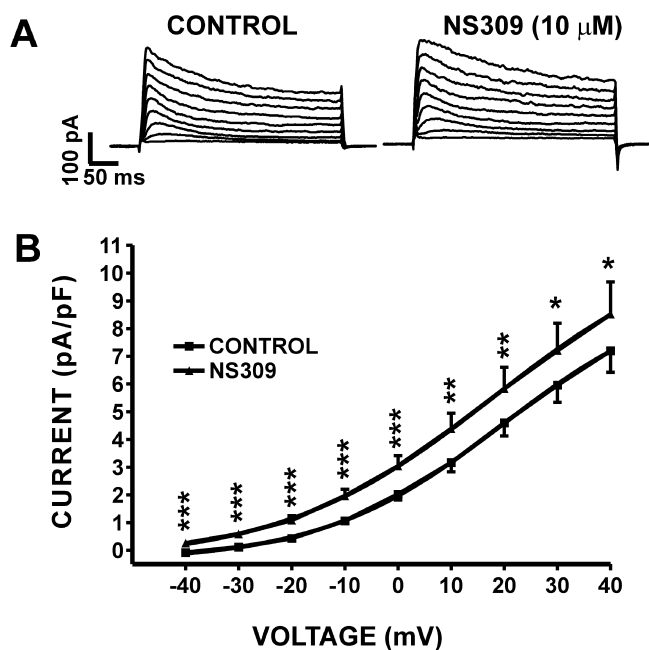 A
CONTROL
NS309 (10 μM)
100 pA
50 ms
B
11
10
9
8
7
6
5
4
3
2
1
0
CURRENT (pA/pF)
CONTROL
NS309
***
***
***
***
***
**
**
*
*
-40 -30 -20 -10 0 10 20 30 40
VOLTAGE (mV)